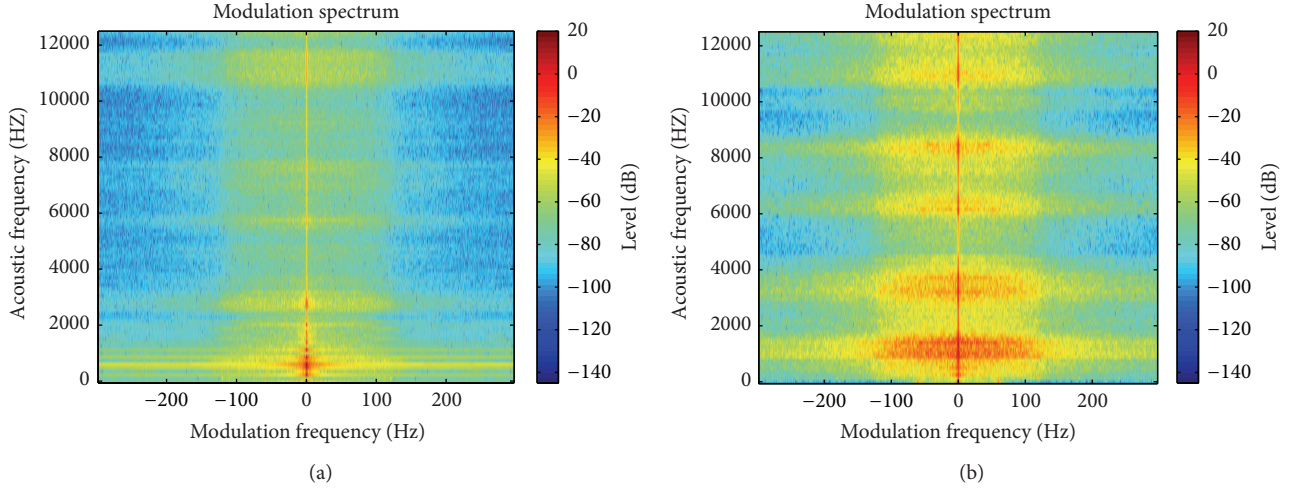 Modulation spectrum
12000
10000
8000
6000
4000
2000
0
Acoustic frequency (HZ)
−200 −100 0 100 200
Modulation frequency (Hz)
20
0
−20
−40
−60
−80
−100
−120
−140
Level (dB)
(a)
Modulation spectrum
12000
10000
8000
6000
4000
2000
0
Acoustic frequency (HZ)
−200 −100 0 100 200
Modulation frequency (Hz)
20
0
−20
−40
−60
−80
−100
−120
−140
Level (dB)
(b)